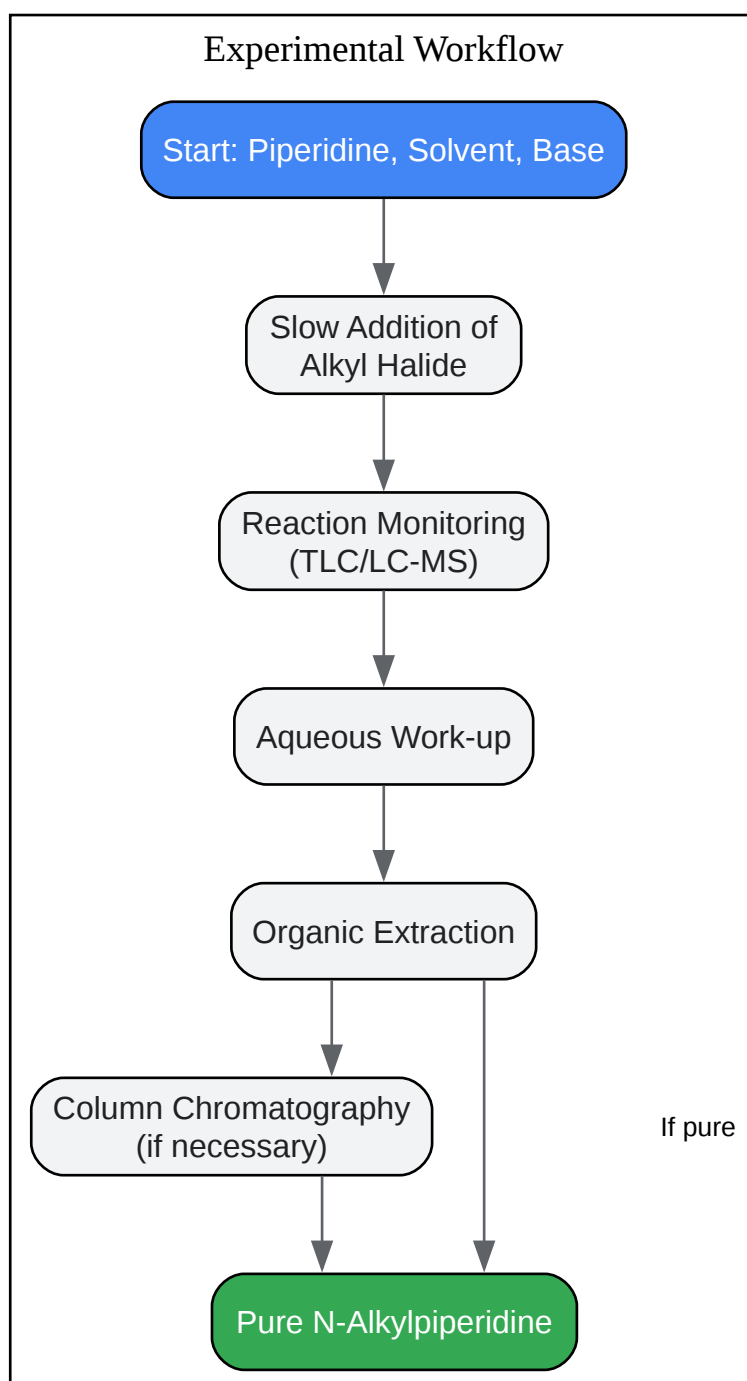 Experimental Workflow
Start: Piperidine, Solvent, Base
Slow Addition of
Alkyl Halide
Reaction Monitoring
(TLC/LC-MS)
Aqueous Work-up
Organic Extraction
Column Chromatography
(if necessary)
If pure
Pure N-Alkylpiperidine